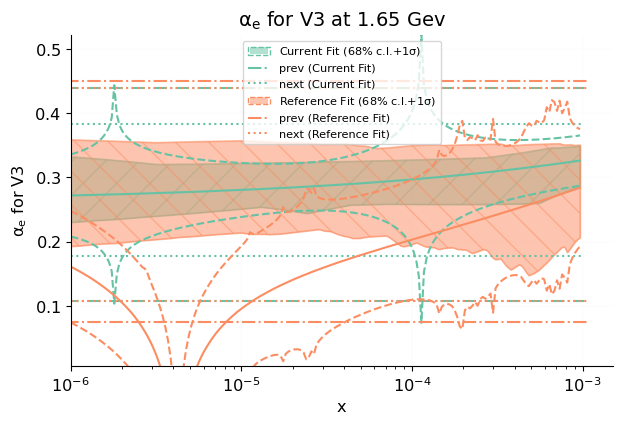 αₑ for V3 at 1.65 Gev
Current Fit (68% c.l.+1σ)
prev (Current Fit)
next (Current Fit)
Reference Fit (68% c.l.+1σ)
prev (Reference Fit)
next (Reference Fit)
αₑ for V3
0.5
0.4
0.3
0.2
0.1
10⁻⁶
10⁻⁵
10⁻⁴
10⁻³
x